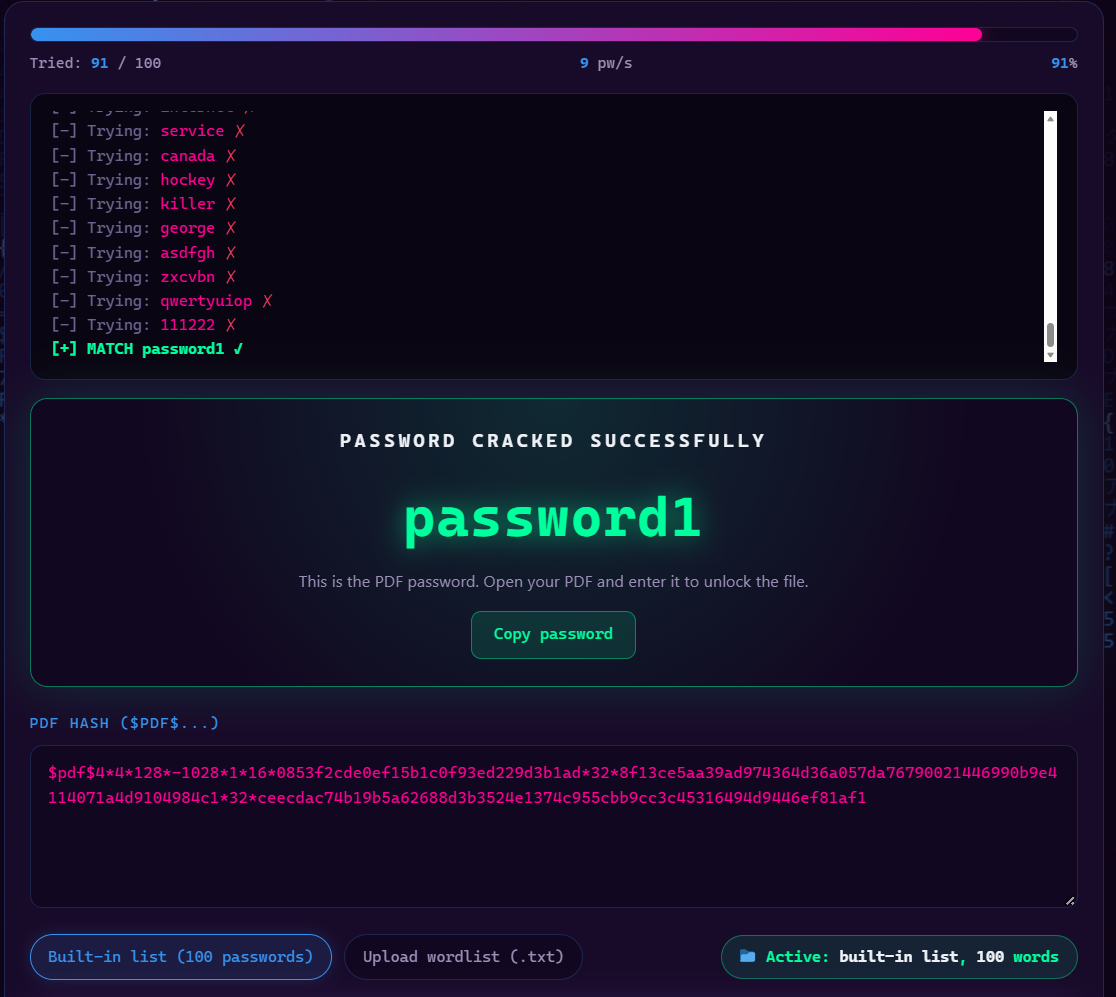 Tried: 91 / 100
9 pw/s
91%
[-] Trying: service ✗
[-] Trying: canada ✗
[-] Trying: hockey ✗
[-] Trying: killer ✗
[-] Trying: george ✗
[-] Trying: asdfgh ✗
[-] Trying: zxcvbn ✗
[-] Trying: qwertyuiop ✗
[-] Trying: 111222 ✗
[+] MATCH password1 ✓
PASSWORD CRACKED SUCCESSFULLY
password1
This is the PDF password. Open your PDF and enter it to unlock the file.
Copy password
PDF HASH ($PDF$...)
$pdf$4*4*128*-1028*1*16*0853f2cde0ef15b1c0f93ed229d3b1ad*32*8f13ce5aa39ad974364d36a057da76790021446990b9e4
114071a4d9104984c1*32*ceecdac74b19b5a62688d3b3524e1374c955cbb9cc3c45316494d9446ef81af1
Built-in list (100 passwords)
Upload wordlist (.txt)
Active: built-in list, 100 words